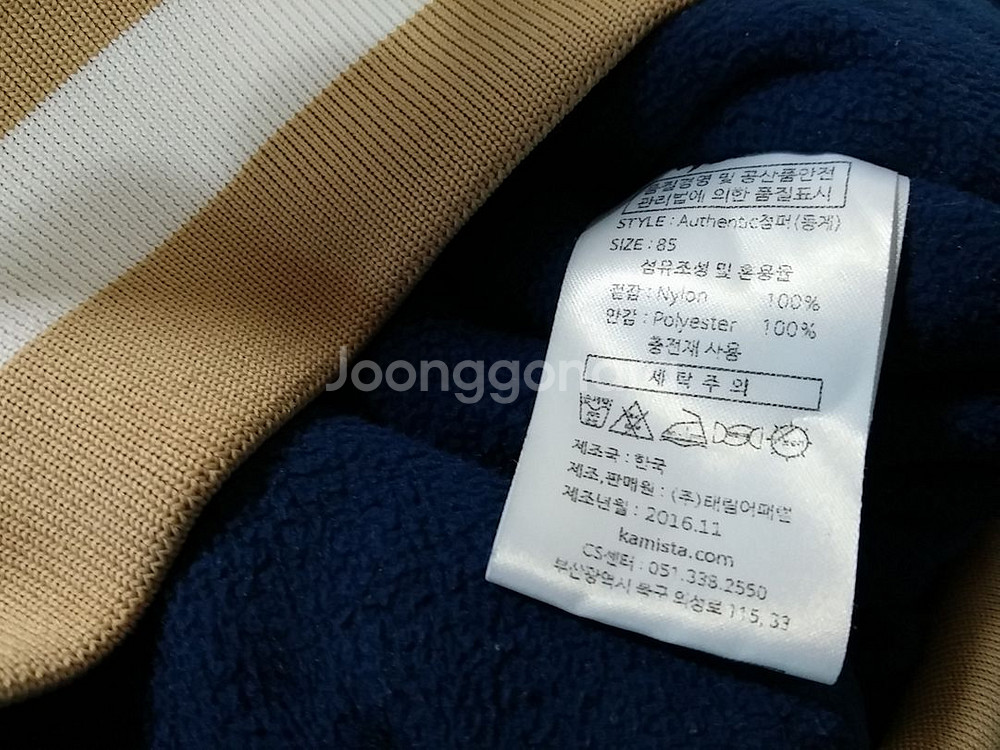 품질경영 및 공산품안전
관리법에 의한 품질표시
STYLE : Authentic점퍼(동계)
SIZE : 85
섬유조성 및 혼용율
겉감 : Nylon 100%
안감 : Polyester 100%
충전재 사용
세 탁 주 의
제조국 : 한국
제조,판매원 : (주)태림어패럴
제조년월 : 2016.11
kamista.com
CS센터 : 051.338.2550
부산광역시 북구 의성로 115, 33
Joonggon